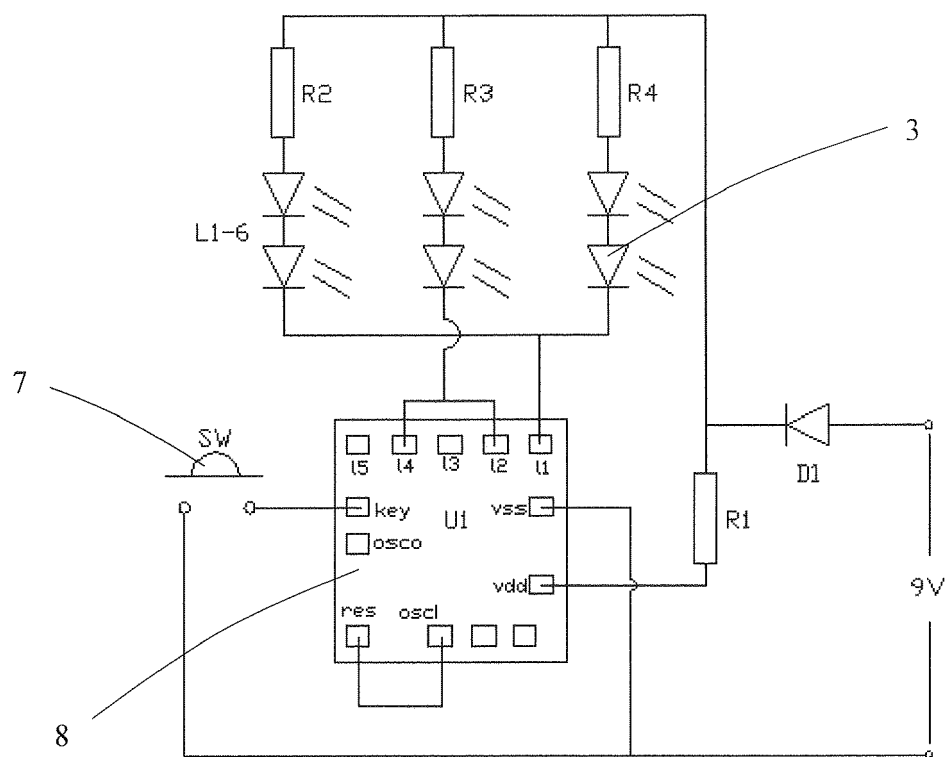 R2 R3 R4
3
L1-6
7
SW
l5 l4 l3 l2 l1
D1
key U1 vss
R1
osco
9V
vdd
res oscl
8